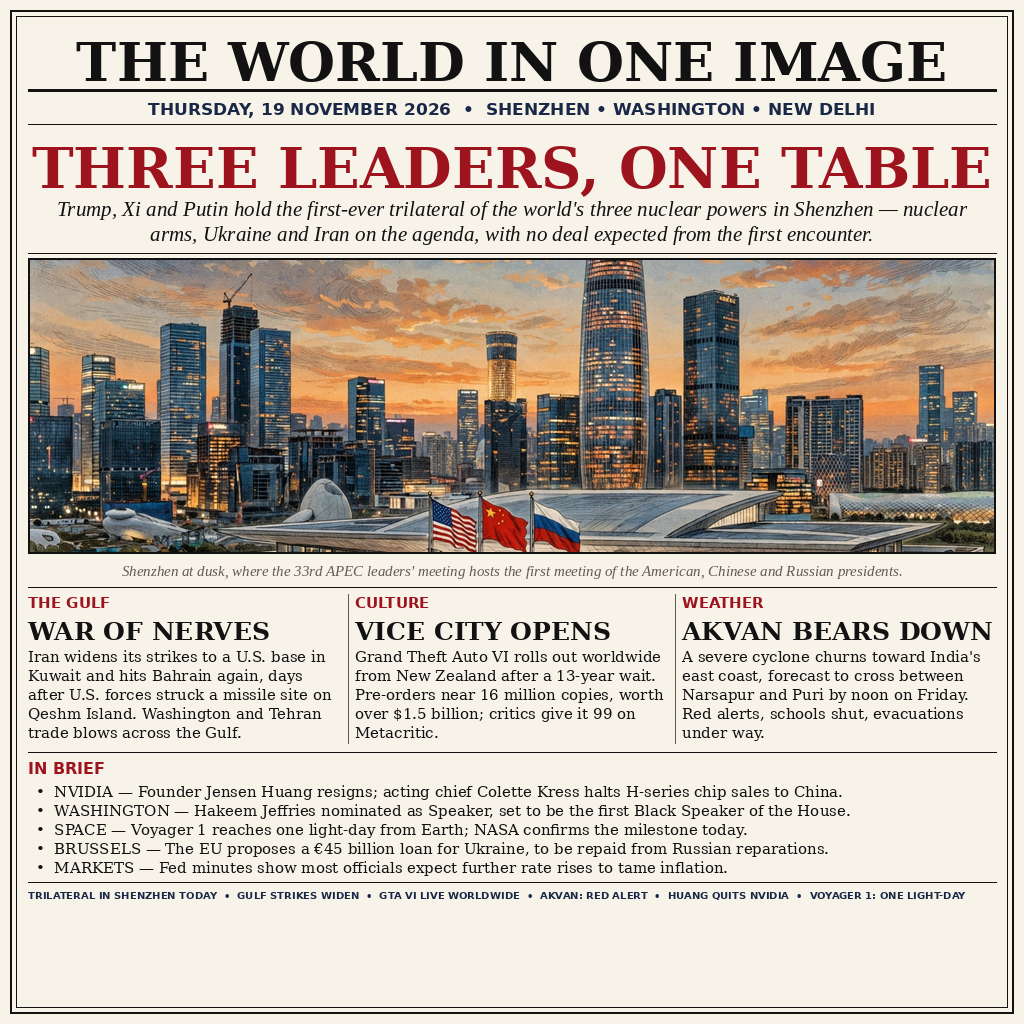 THE WORLD IN ONE IMAGE
THURSDAY, 19 NOVEMBER 2026 • SHENZHEN • WASHINGTON • NEW DELHI
THREE LEADERS, ONE TABLE
Trump, Xi and Putin hold the first-ever trilateral of the world's three nuclear powers in Shenzhen — nuclear
arms, Ukraine and Iran on the agenda, with no deal expected from the first encounter.
Shenzhen at dusk, where the 33rd APEC leaders' meeting hosts the first meeting of the American, Chinese and Russian presidents.
THE GULF
WAR OF NERVES
Iran widens its strikes to a U.S. base in
Kuwait and hits Bahrain again, days
after U.S. forces struck a missile site on
Qeshm Island. Washington and Tehran
trade blows across the Gulf.
CULTURE
VICE CITY OPENS
Grand Theft Auto VI rolls out worldwide
from New Zealand after a 13-year wait.
Pre-orders near 16 million copies, worth
over $1.5 billion; critics give it 99 on
Metacritic.
WEATHER
AKVAN BEARS DOWN
A severe cyclone churns toward India's
east coast, forecast to cross between
Narsapur and Puri by noon on Friday.
Red alerts, schools shut, evacuations
under way.
IN BRIEF
• NVIDIA — Founder Jensen Huang resigns; acting chief Colette Kress halts H-series chip sales to China.
• WASHINGTON — Hakeem Jeffries nominated as Speaker, set to be the first Black Speaker of the House.
• SPACE — Voyager 1 reaches one light-day from Earth; NASA confirms the milestone today.
• BRUSSELS — The EU proposes a €45 billion loan for Ukraine, to be repaid from Russian reparations.
• MARKETS — Fed minutes show most officials expect further rate rises to tame inflation.
TRILATERAL IN SHENZHEN TODAY • GULF STRIKES WIDEN • GTA VI LIVE WORLDWIDE • AKVAN: RED ALERT • HUANG QUITS NVIDIA • VOYAGER 1: ONE LIGHT-DAY